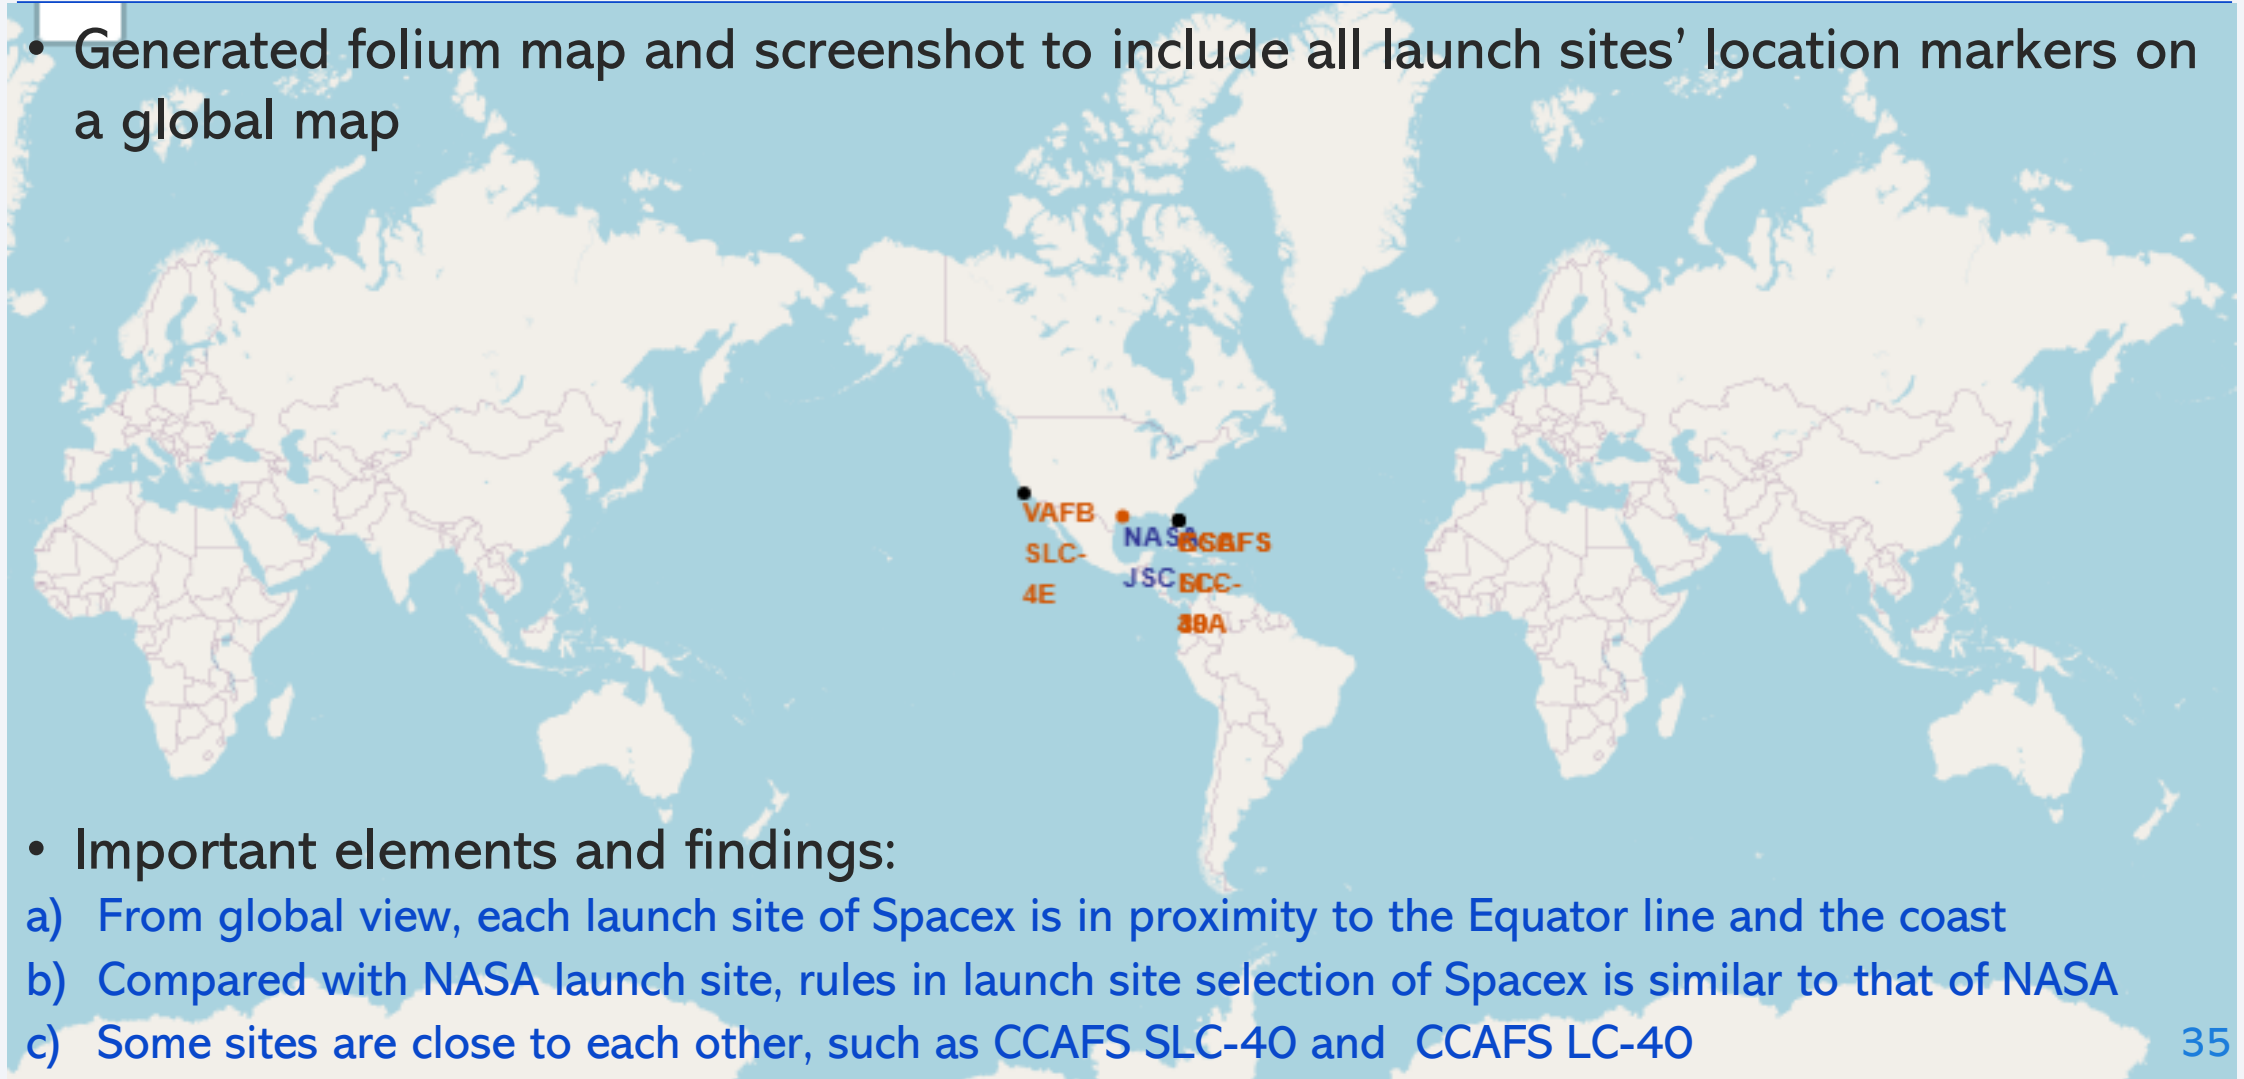 • Generated folium map and screenshot to include all launch sites’ location markers on
a global map
VAFB
SLC-
4E
NASA
JSC
• Important elements and findings:
a) From global view, each launch site of Spacex is in proximity to the Equator line and the coast
b) Compared with NASA launch site, rules in launch site selection of Spacex is similar to that of NASA
c) Some sites are close to each other, such as CCAFS SLC-40 and CCAFS LC-40
35